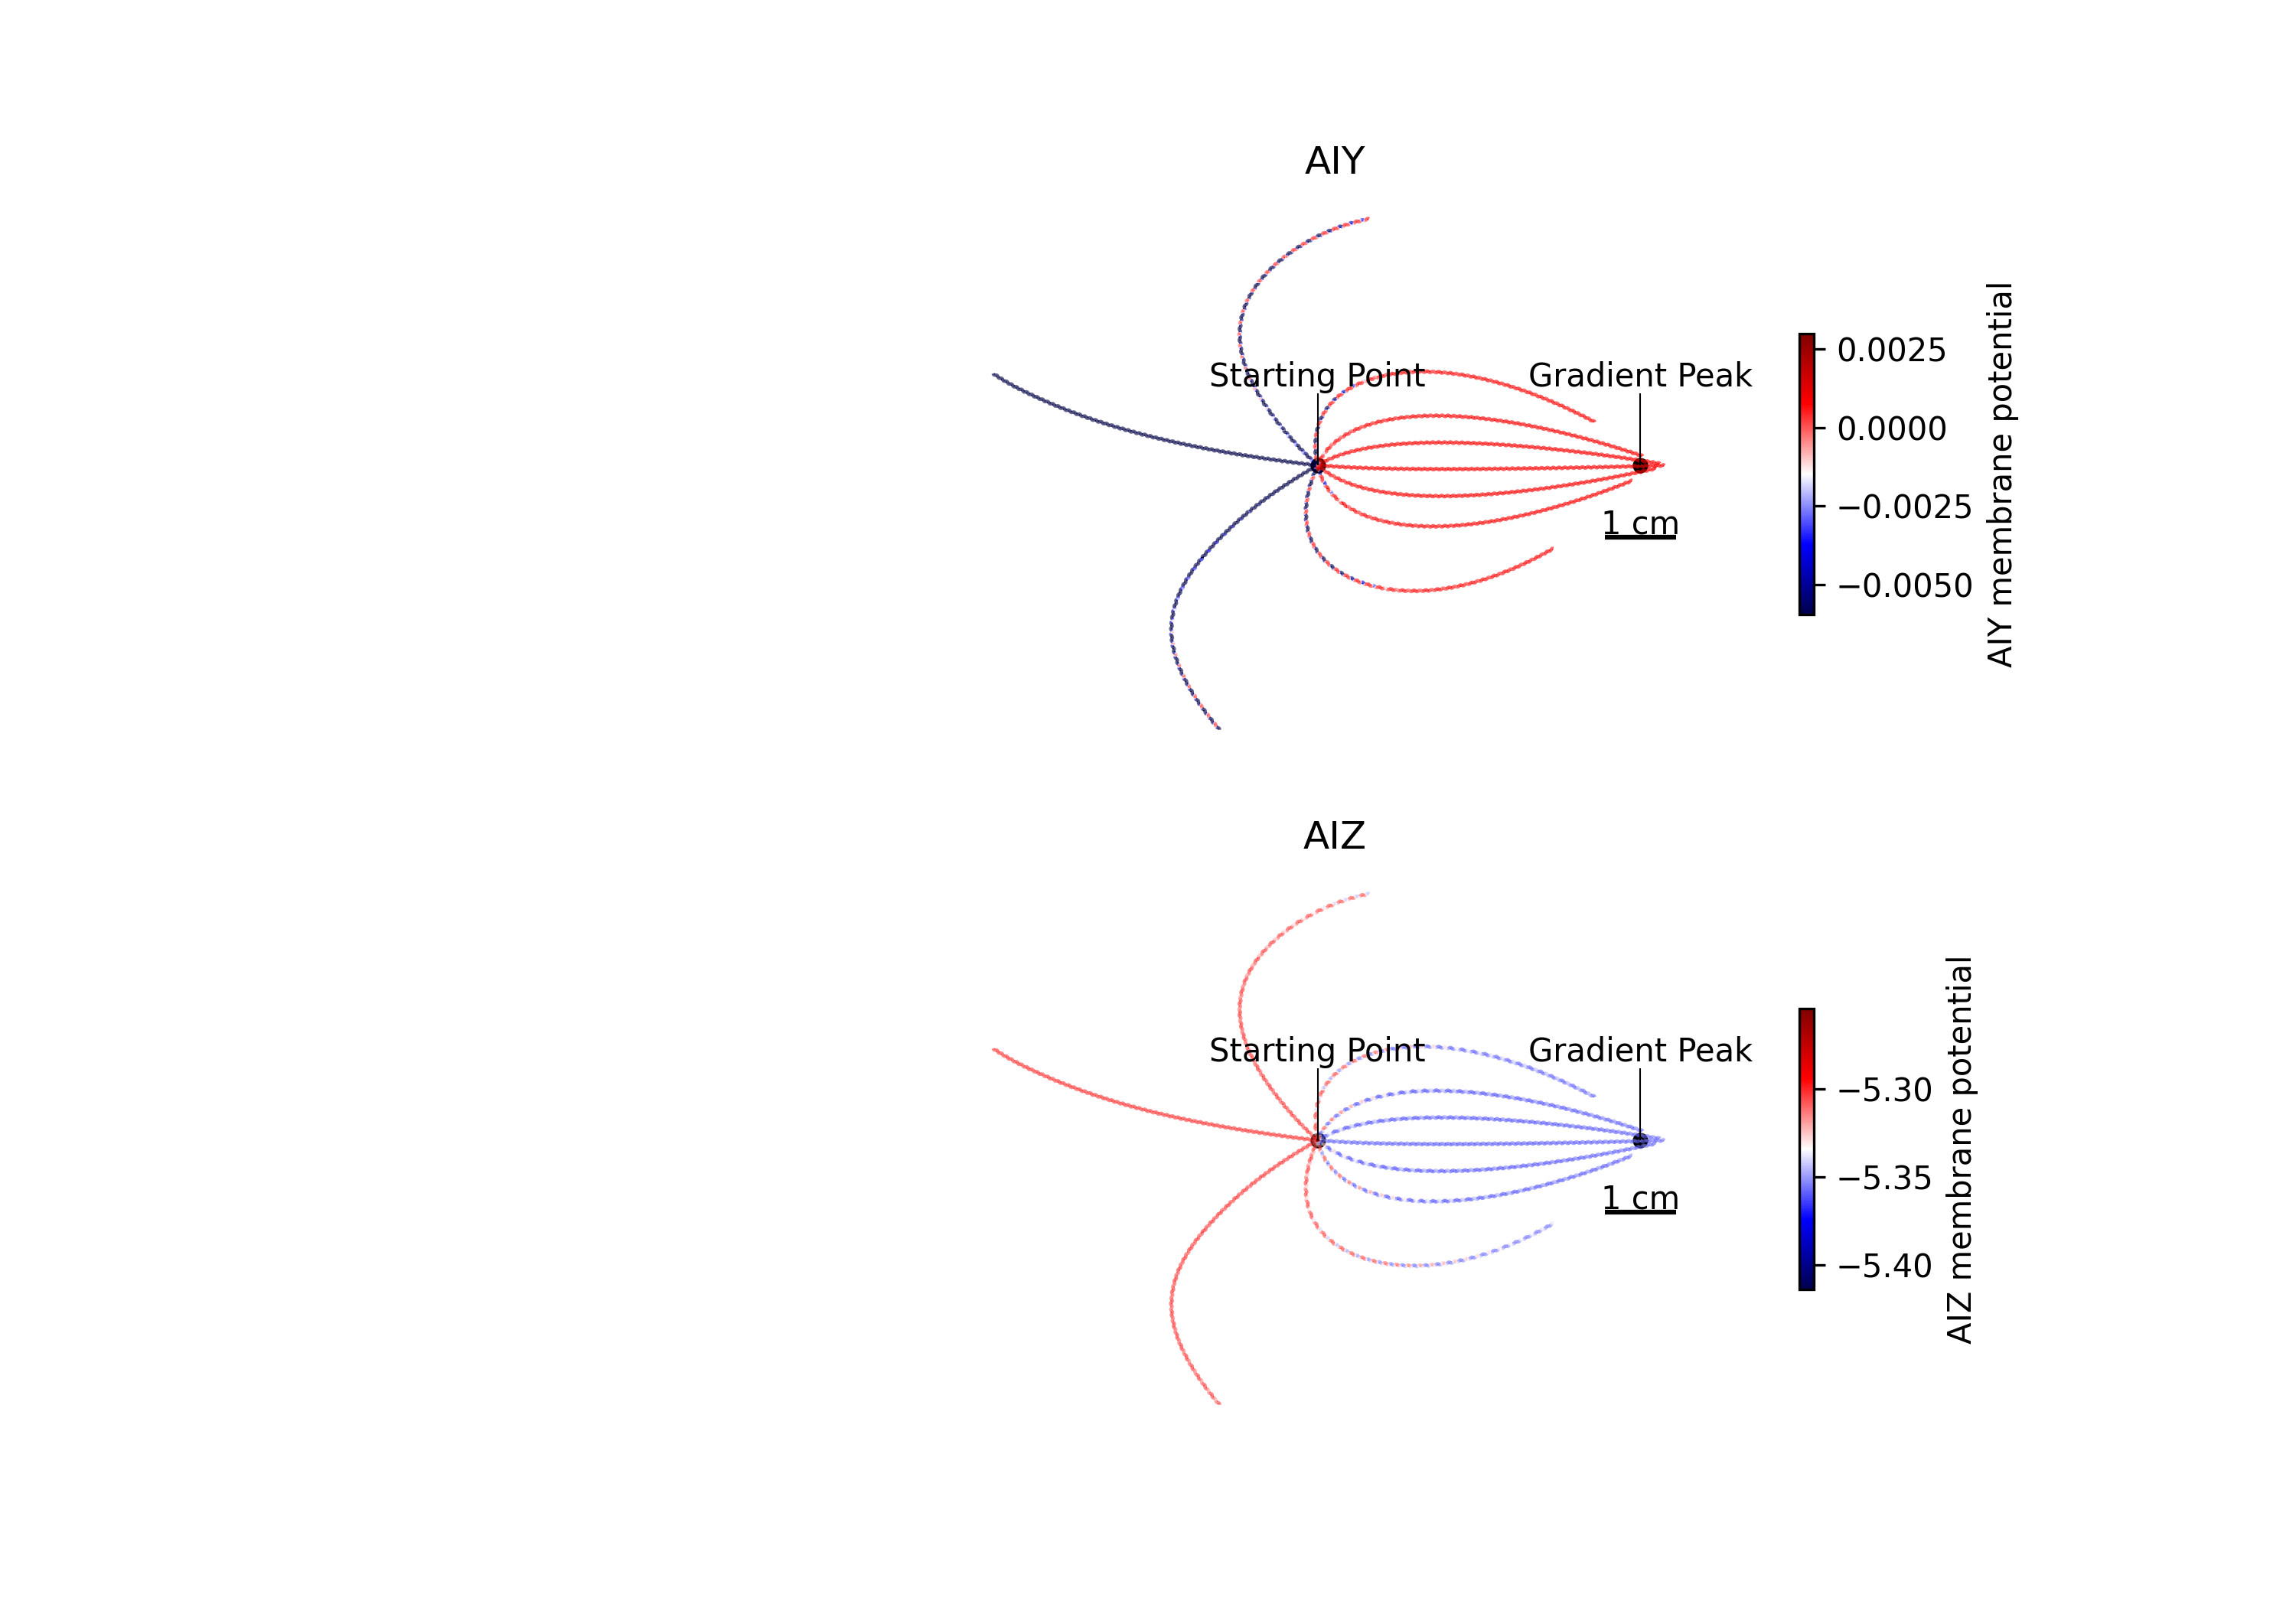 AIY
Starting Point
Gradient Peak
1 cm
0.0025
0.0000
−0.0025
−0.0050
AIY membrane potential
AIZ
Starting Point
Gradient Peak
1 cm
−5.30
−5.35
−5.40
AIZ membrane potential